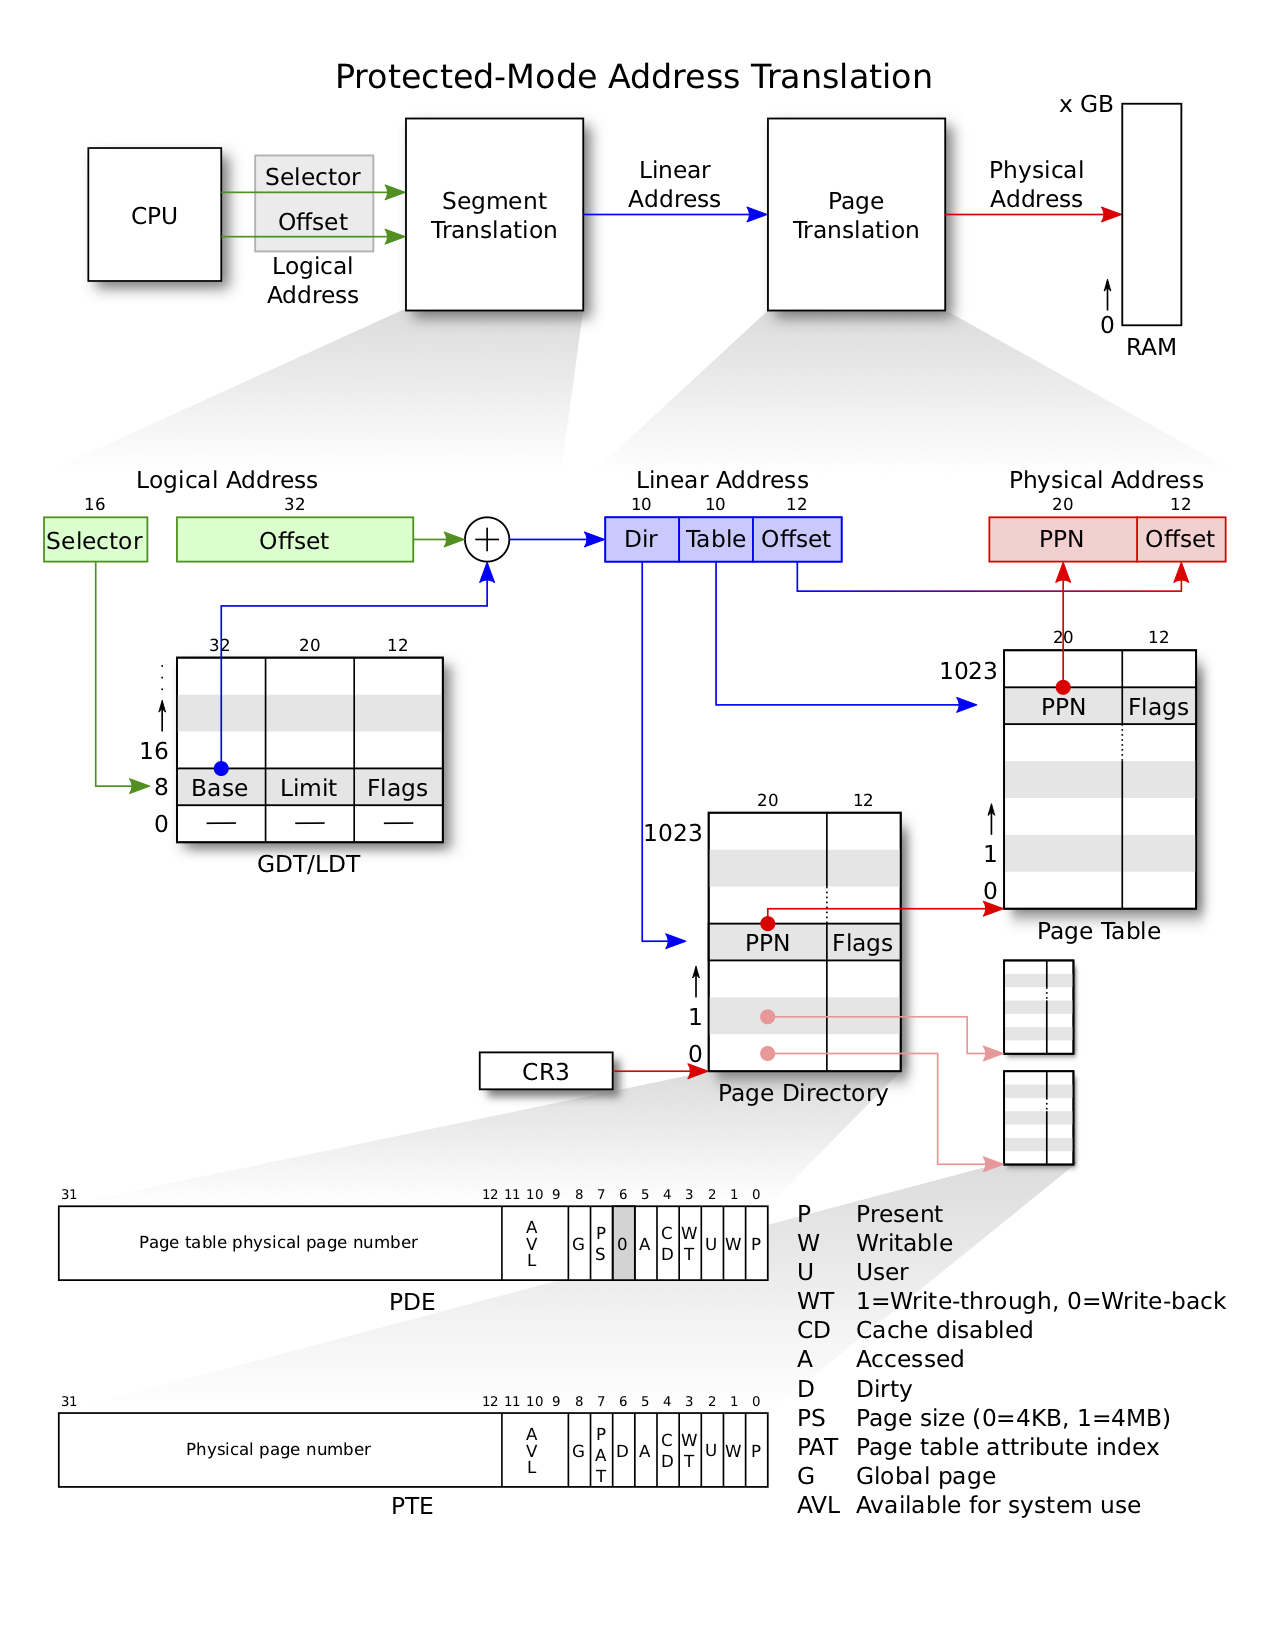 Protected-Mode Address Translation
x GB
CPU
Selector
Offset
Logical
Address
Segment
Translation
Linear
Address
Page
Translation
Physical
Address
0
RAM
Logical Address
16
32
Selector
Offset
Linear Address
10
10
12
Dir
Table
Offset
Physical Address
20
12
PPN
Offset
32
20
12
16
8
Base
Limit
Flags
0
GDT/LDT
20
12
1023
PPN
Flags
1
0
Page Table
20
12
1023
PPN
Flags
1
0
Page Directory
CR3
31
12 11 10 9 8 7 6 5 4 3 2 1 0
Page table physical page number
A
V
L
G
P
S
0
A
C
D
W
T
U
W
P
PDE
31
12 11 10 9 8 7 6 5 4 3 2 1 0
Physical page number
A
V
L
G
P
A
T
D
A
C
D
W
T
U
W
P
PTE
P Present
W Writable
U User
WT 1=Write-through, 0=Write-back
CD Cache disabled
A Accessed
D Dirty
PS Page size (0=4KB, 1=4MB)
PAT Page table attribute index
G Global page
AVL Available for system use